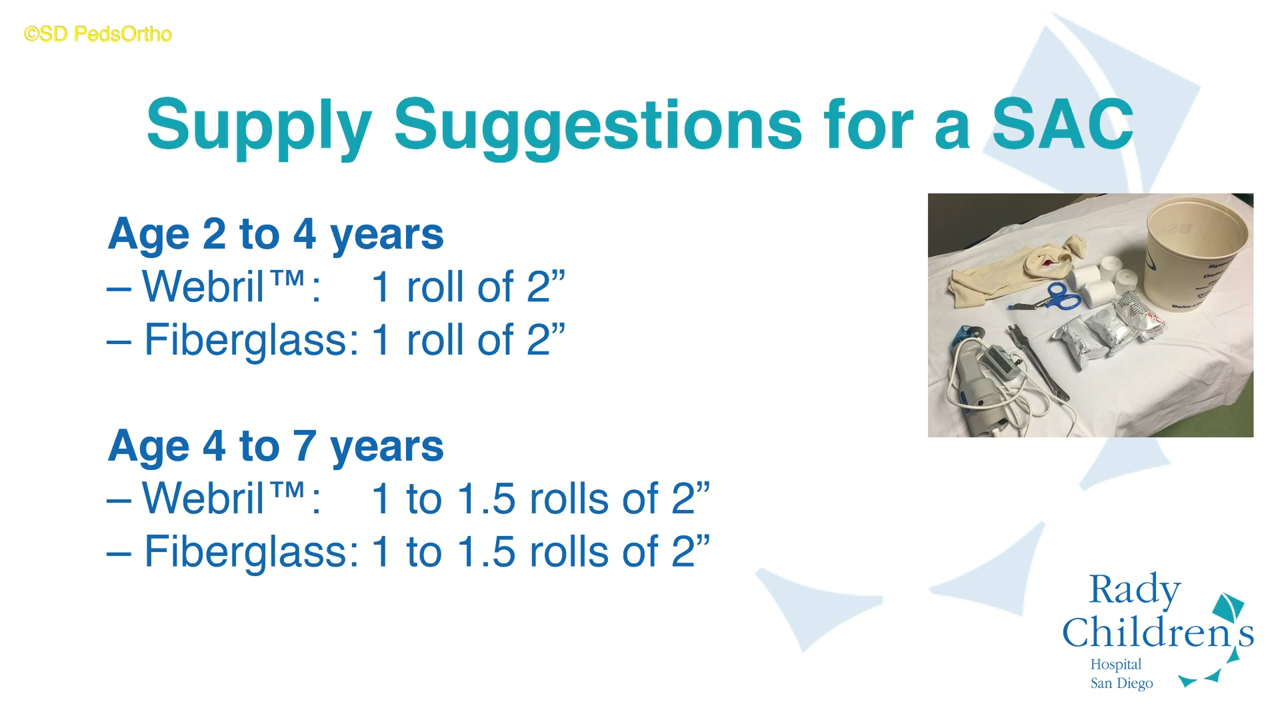 ©SD PedsOrtho
Supply Suggestions for a SAC
Age 2 to 4 years
– Webril™: 1 roll of 2”
– Fiberglass: 1 roll of 2”
Age 4 to 7 years
– Webril™: 1 to 1.5 rolls of 2”
– Fiberglass: 1 to 1.5 rolls of 2”
Rady
Children's
Hospital
San Diego